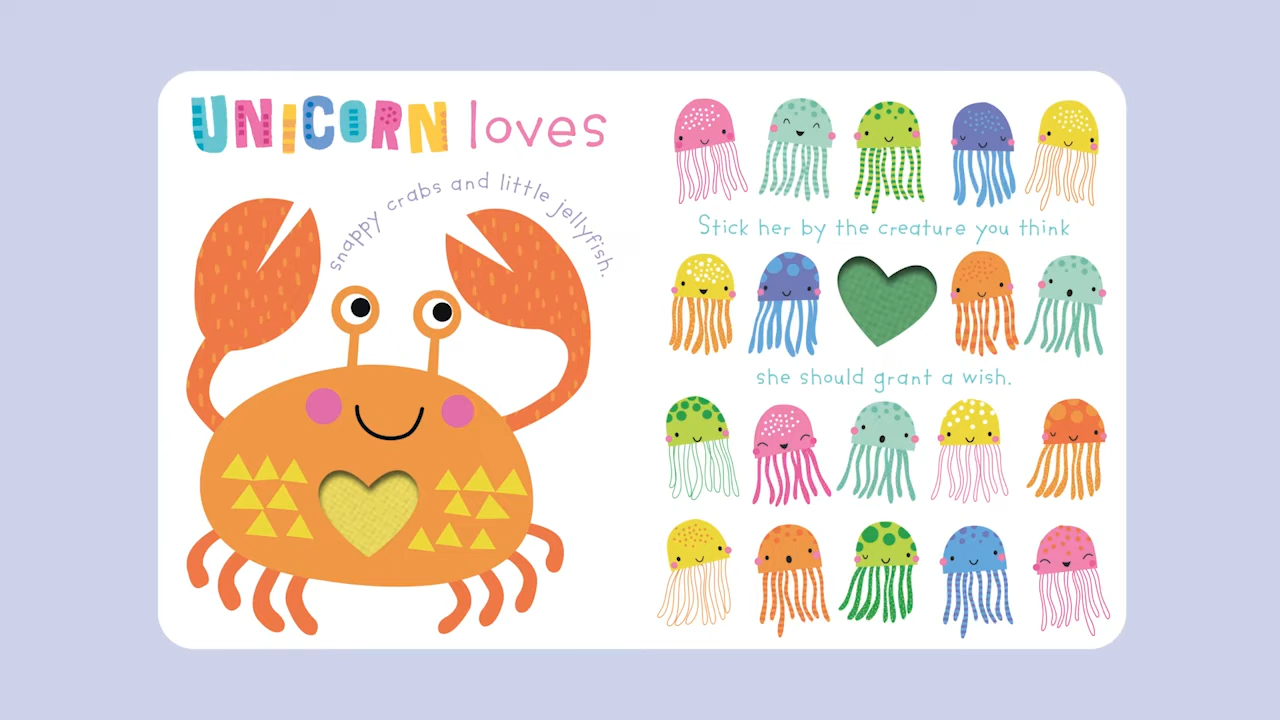 UNICORN loves
snappy crabs and little jellyfish.
Stick her by the creature you think
she should grant a wish.